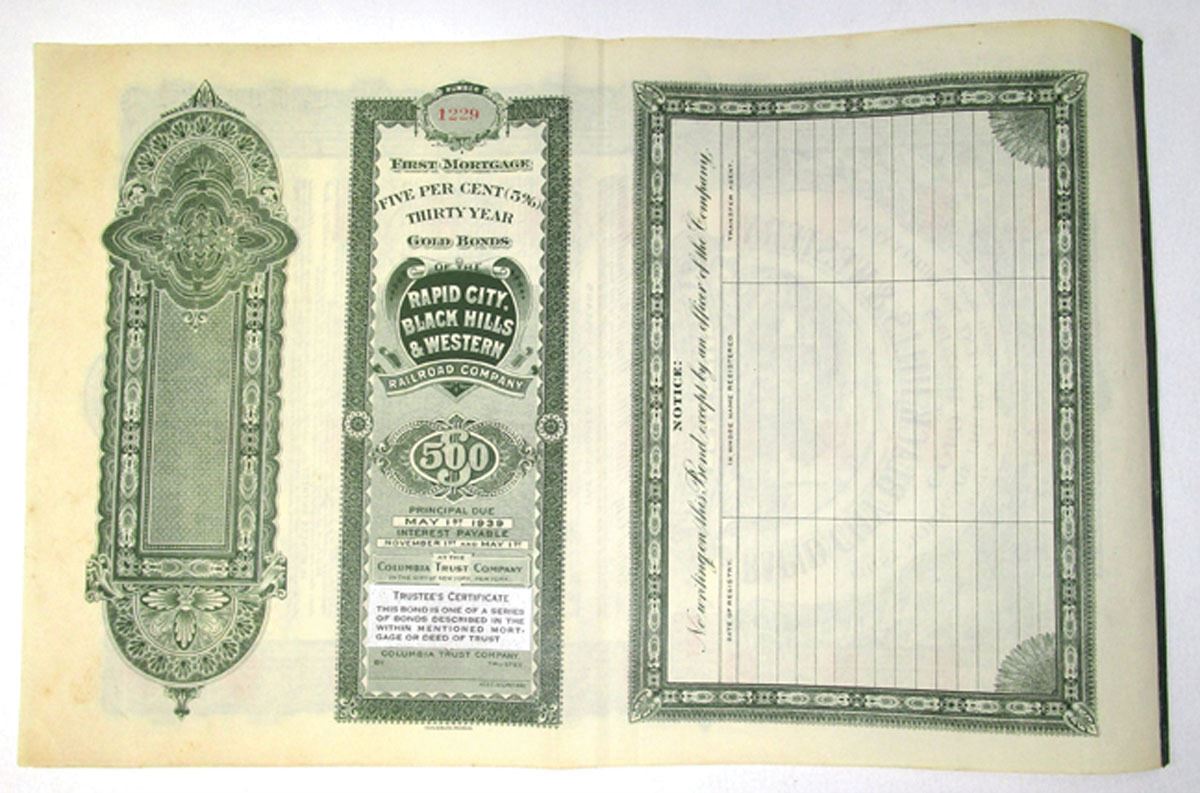 NUMBER
1229
FIRST MORTGAGE
FIVE PER CENT (5%)
THIRTY YEAR
GOLD BONDS
OF THE
RAPID CITY,
BLACK HILLS
& WESTERN
RAILROAD COMPANY
$500
PRINCIPAL DUE
MAY 1ST 1939
INTEREST PAYABLE
NOVEMBER 1ST AND MAY 1ST
AT THE
COLUMBIA TRUST COMPANY
IN THE CITY OF NEW YORK, NEW YORK.
TRUSTEE'S CERTIFICATE
THIS BOND IS ONE OF A SERIES
OF BONDS DESCRIBED IN THE
WITHIN MENTIONED MORT-
GAGE OR DEED OF TRUST
COLUMBIA TRUST COMPANY.
BY TRUSTEE
NOTICE:
No writing on this Bond except by an officer of the Company.
DATE OF REGISTRY.
IN WHOSE NAME REGISTERED.
TRANSFER AGENT.